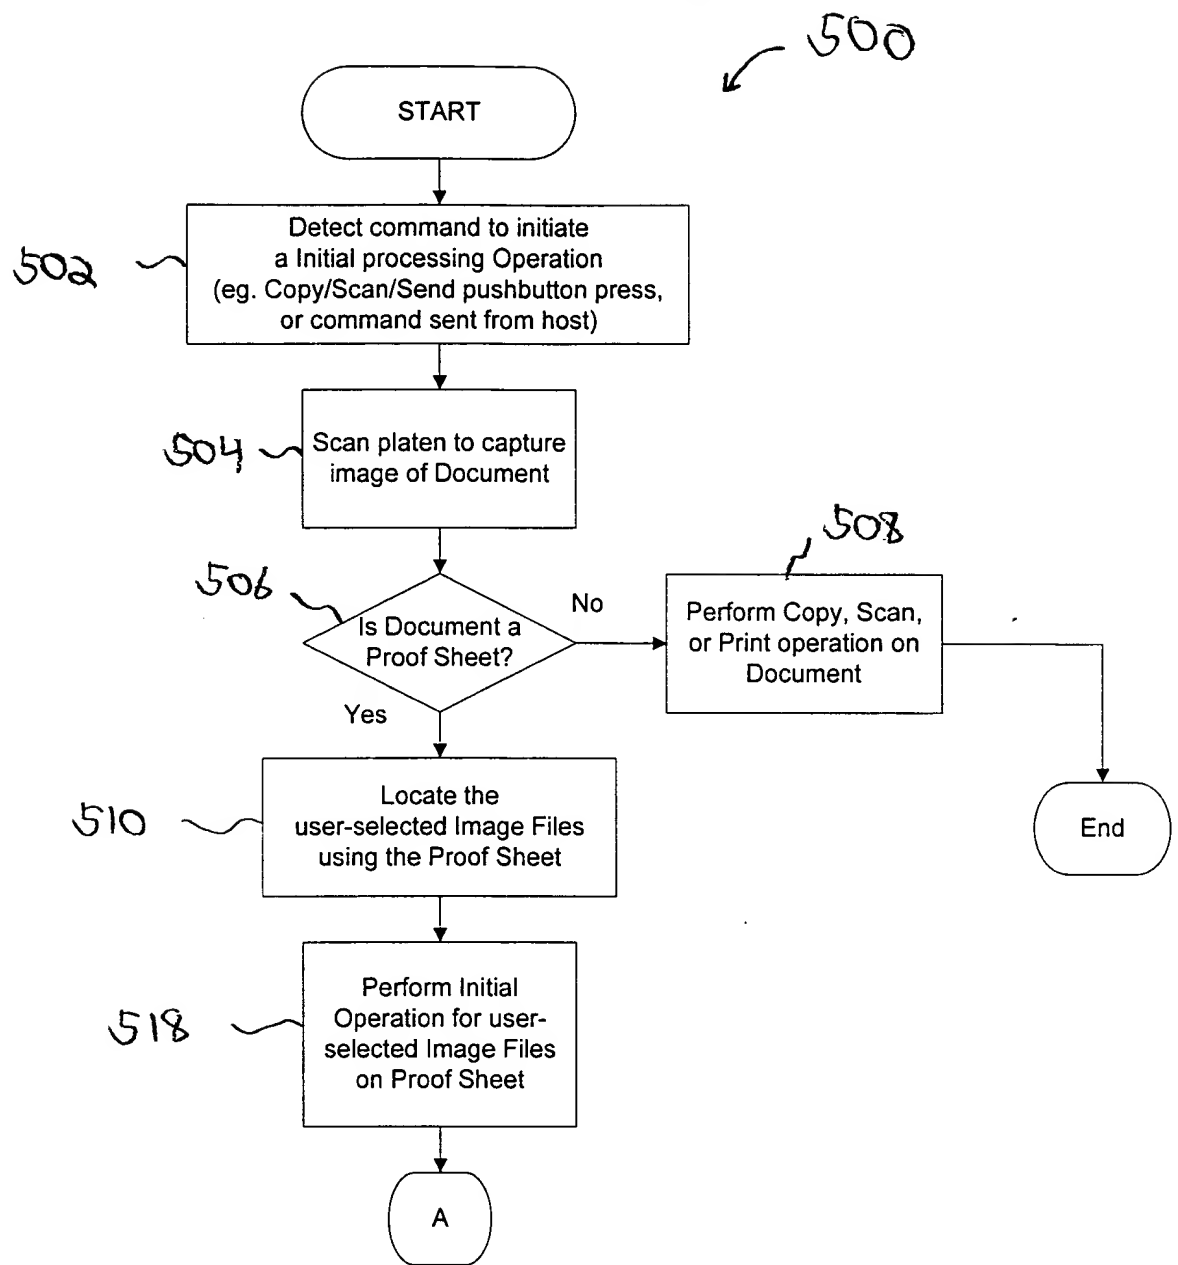 500
START
502
Detect command to initiate
a Initial processing Operation
(eg. Copy/Scan/Send pushbutton press,
or command sent from host)
504
Scan platen to capture
image of Document
506
Is Document a
Proof Sheet?
No
Yes
508
Perform Copy, Scan,
or Print operation on
Document
End
510
Locate the
user-selected Image Files
using the Proof Sheet
518
Perform Initial
Operation for user-
selected Image Files
on Proof Sheet
A